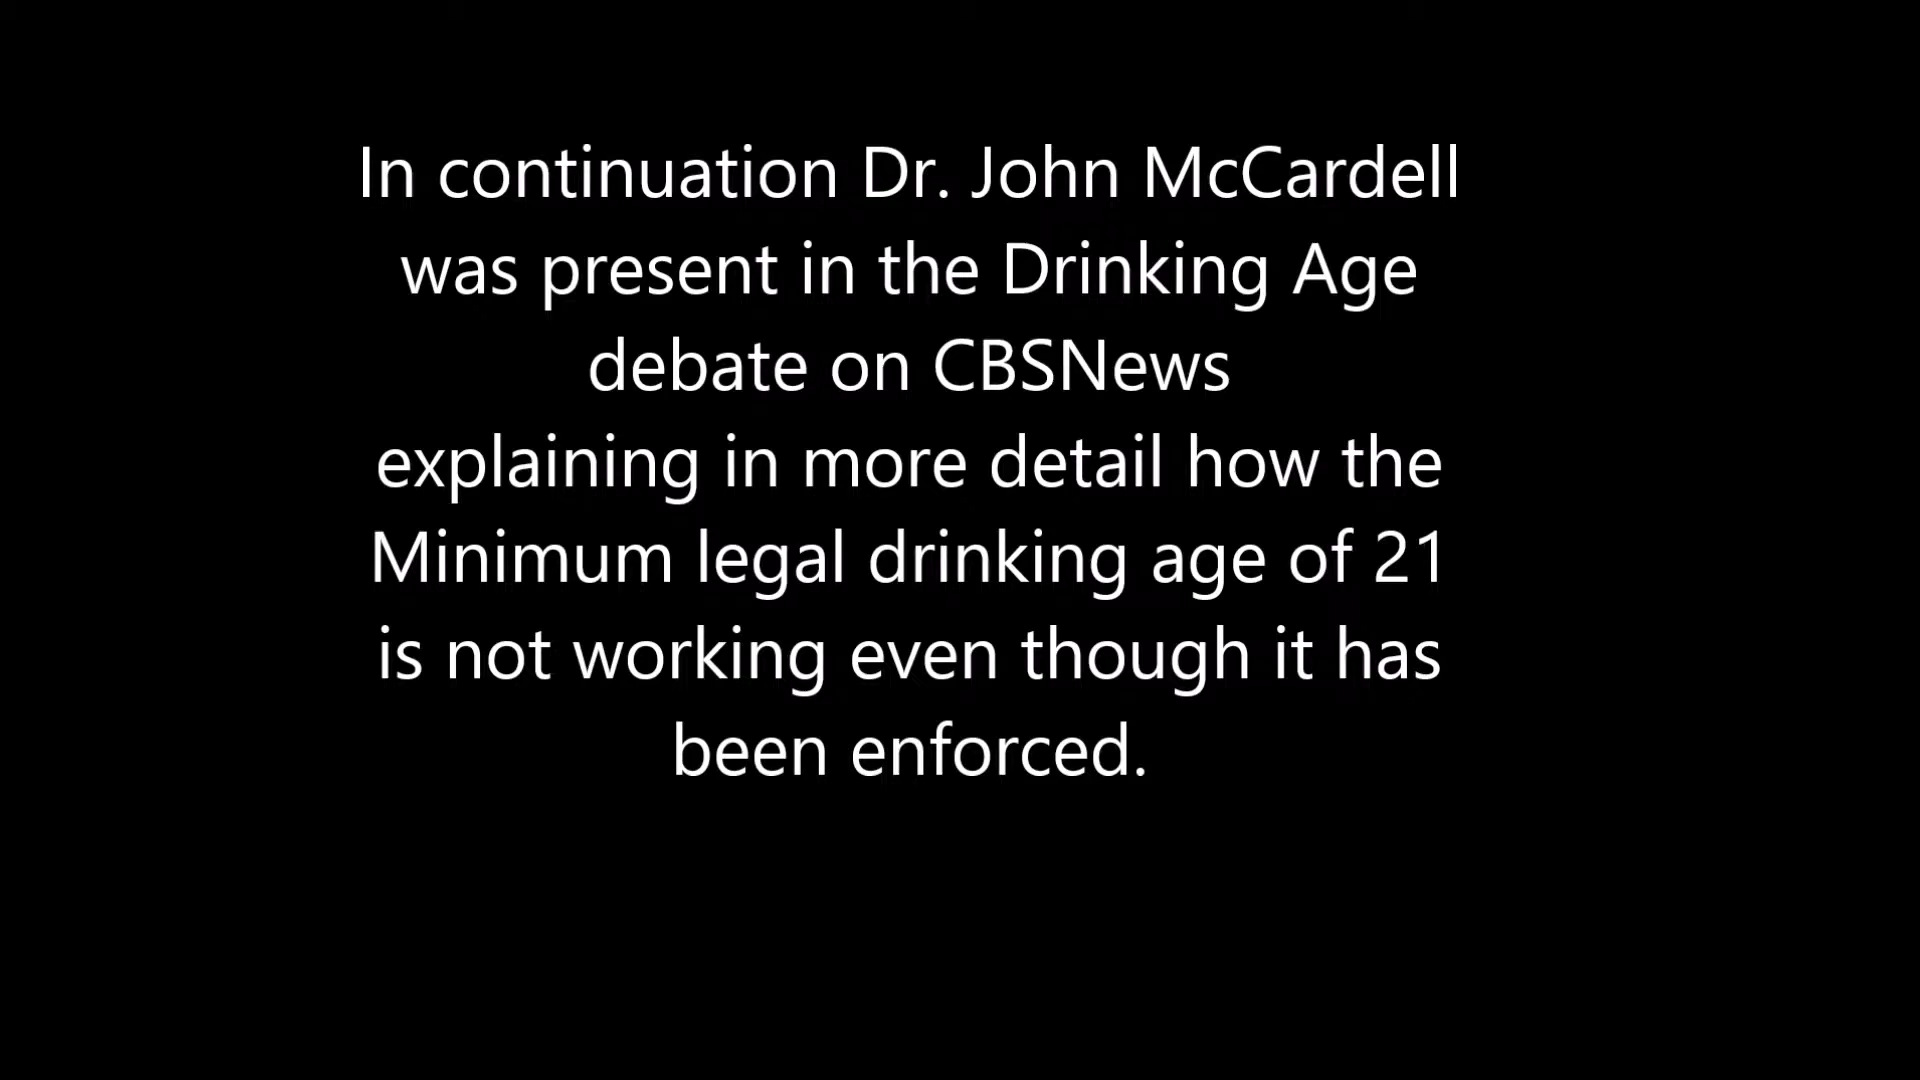 In continuation Dr. John McCardell
was present in the Drinking Age
debate on CBSNews
explaining in more detail how the
Minimum legal drinking age of 21
is not working even though it has
been enforced.